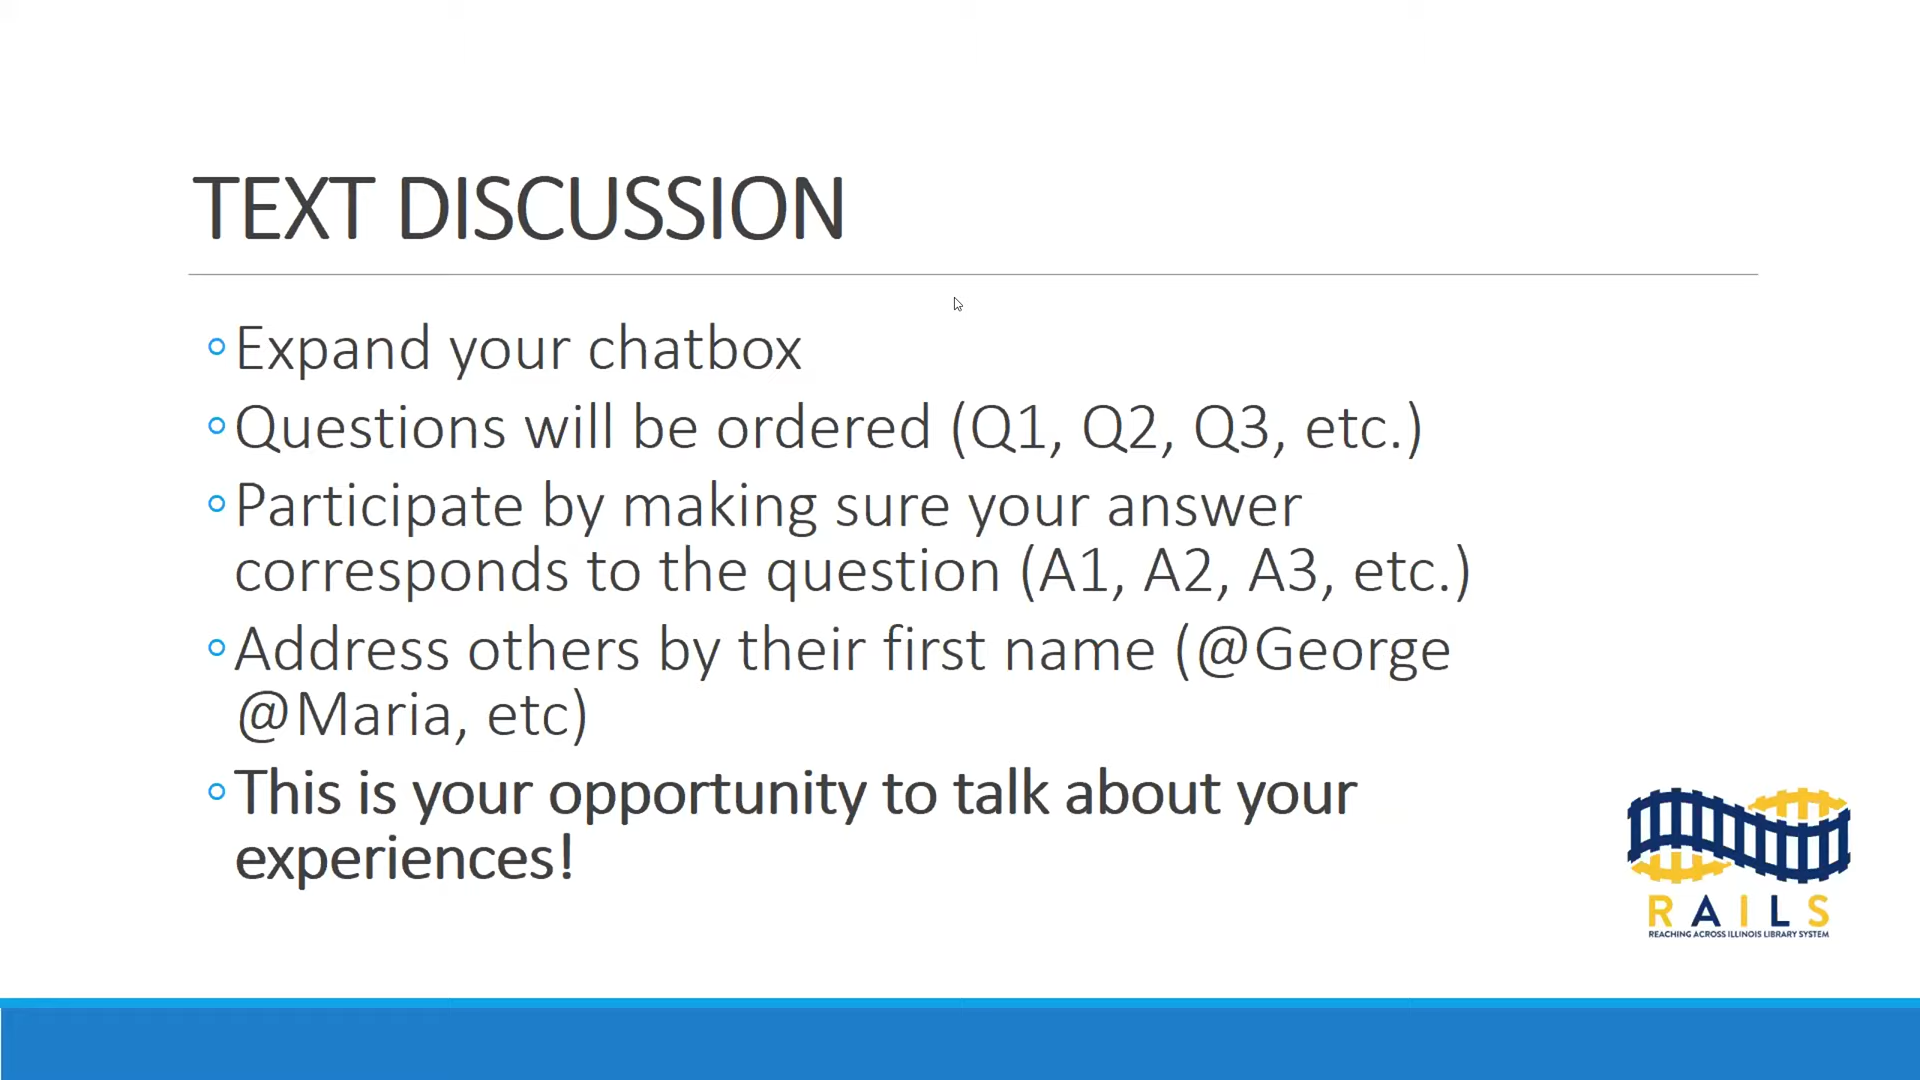 TEXT DISCUSSION
◦Expand your chatbox
◦Questions will be ordered (Q1, Q2, Q3, etc.)
◦Participate by making sure your answer
corresponds to the question (A1, A2, A3, etc.)
◦Address others by their first name (@George
@Maria, etc)
◦This is your opportunity to talk about your
experiences!
RAILS
REACHING ACROSS ILLINOIS LIBRARY SYSTEM